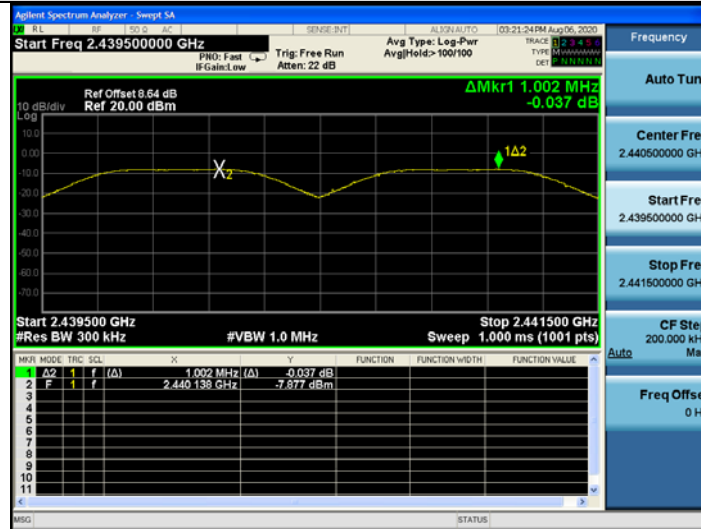 Agilent Spectrum Analyzer - Swept SA
RL RF 50 Ω AC SENSE:INT ALIGN AUTO 03:21:24 PM Aug 06, 2020
Start Freq 2.439500000 GHz
PNO: Fast
IFGain:Low
Trig: Free Run
Atten: 22 dB
Avg Type: Log-Pwr
Avg|Hold:>100/100
TRACE 1 2 3 4 5 6
TYPE M
DET P N N N N N
ΔMkr1 1.002 MHz
-0.037 dB
Ref Offset 8.64 dB
10 dB/div Ref 20.00 dBm
Log
10.0
0.00
-10.0
-20.0
-30.0
-40.0
-50.0
-60.0
-70.0
X2
1Δ2
Start 2.439500 GHz Stop 2.441500 GHz
#Res BW 300 kHz #VBW 1.0 MHz Sweep 1.000 ms (1001 pts)
MKR MODE TRC SCL X Y FUNCTION FUNCTION WIDTH FUNCTION VALUE
1 Δ2 1 f (Δ) 1.002 MHz (Δ) -0.037 dB
2 F 1 f 2.440 138 GHz -7.877 dBm
3
4
5
6
7
8
9
10
11
MSG STATUS
Frequency
Auto Tun
Center Fre
2.440500000 GH
Start Fre
2.439500000 GH
Stop Fre
2.441500000 GH
CF Ste
200.000 kH
Auto Ma
Freq Offse
0 H